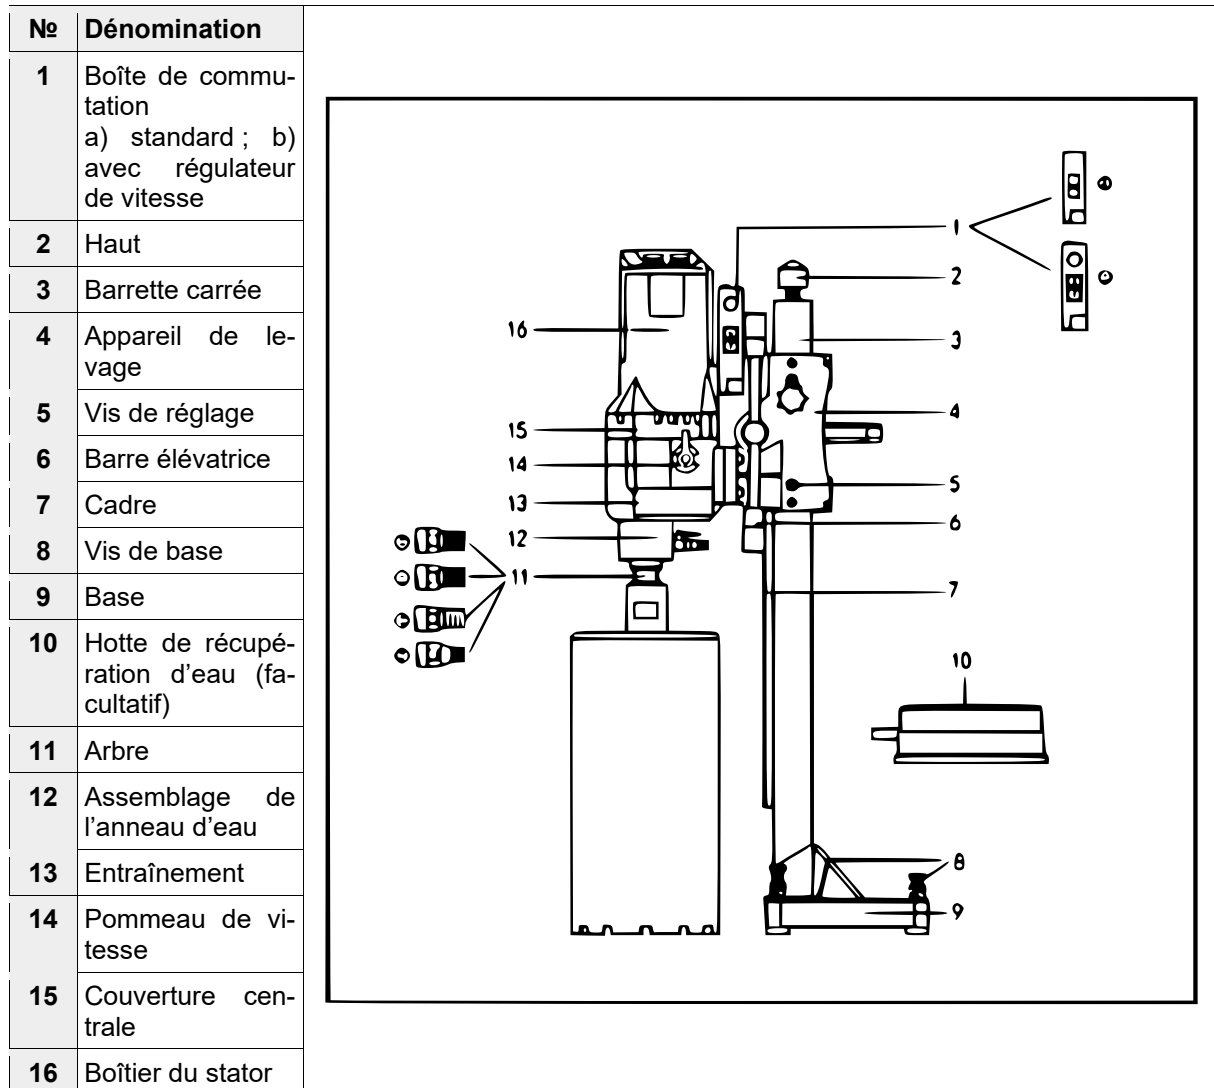 № Dénomination
1 Boîte de commu-
tation
a) standard ; b)
avec régulateur
de vitesse
2 Haut
3 Barrette carrée
4 Appareil de le-
vage
5 Vis de réglage
6 Barre élévatrice
7 Cadre
8 Vis de base
9 Base
10 Hotte de récupé-
ration d’eau (fa-
cultatif)
11 Arbre
12 Assemblage de
l’anneau d’eau
13 Entraînement
14 Pommeau de vi-
tesse
15 Couverture cen-
trale
16 Boîtier du stator
1
2
16
3
4
15
14
5
13
6
12
11
7
10
8
9